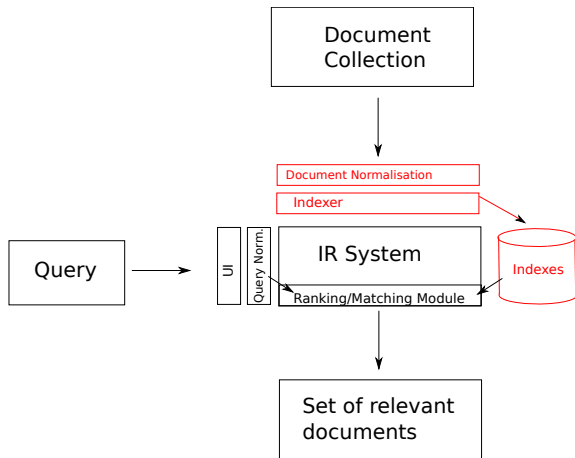 Document
Collection
Document Normalisation
Indexer
Query
UI
Query Norm.
IR System
Indexes
Ranking/Matching Module
Set of relevant
documents